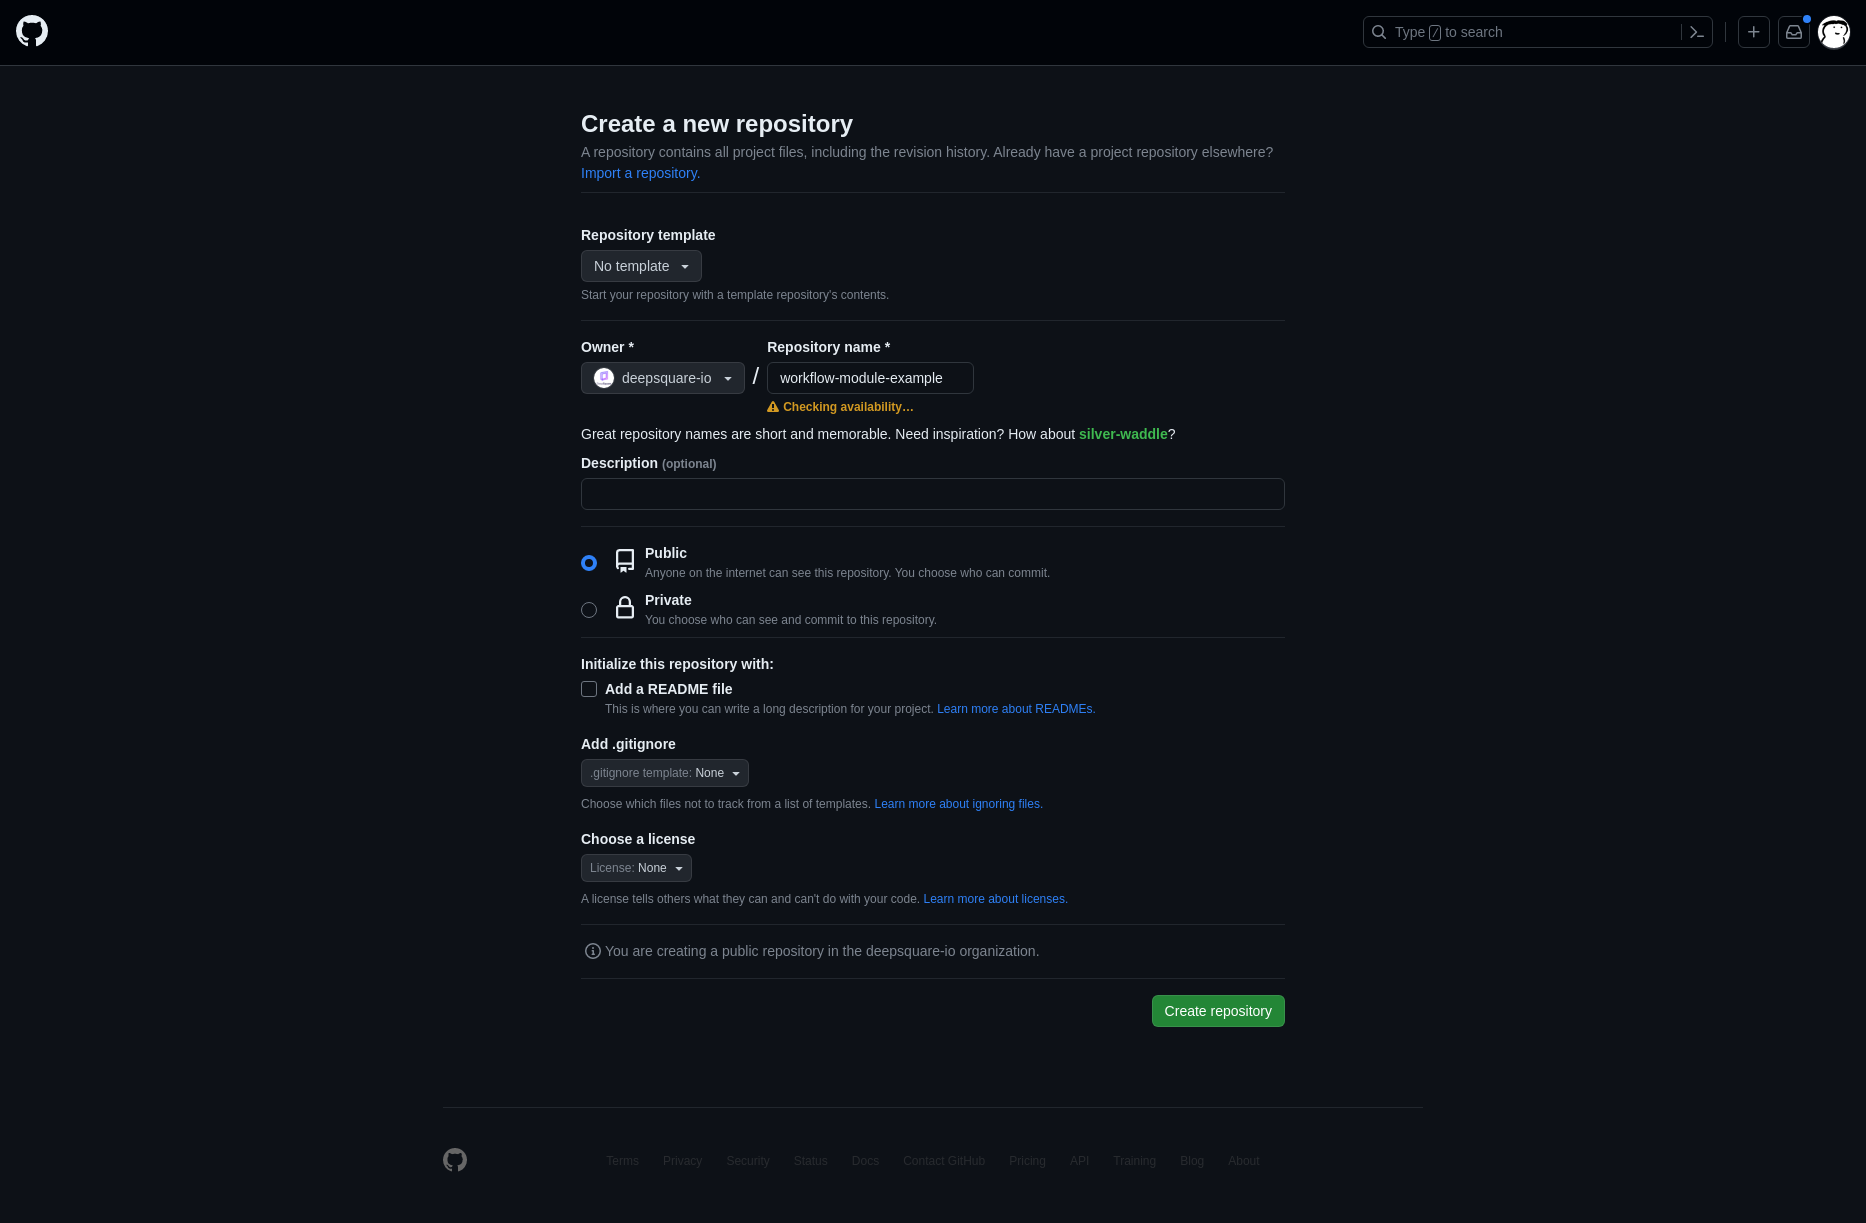 Type / to search
Create a new repository
A repository contains all project files, including the revision history. Already have a project repository elsewhere?
Import a repository.
Repository template
No template
Start your repository with a template repository's contents.
Owner * Repository name *
deepsquare-io / workflow-module-example
Checking availability…
Great repository names are short and memorable. Need inspiration? How about silver-waddle?
Description (optional)
Public
Anyone on the internet can see this repository. You choose who can commit.
Private
You choose who can see and commit to this repository.
Initialize this repository with:
Add a README file
This is where you can write a long description for your project. Learn more about READMEs.
Add .gitignore
.gitignore template: None
Choose which files not to track from a list of templates. Learn more about ignoring files.
Choose a license
License: None
A license tells others what they can and can't do with your code. Learn more about licenses.
You are creating a public repository in the deepsquare-io organization.
Create repository
Terms Privacy Security Status Docs Contact GitHub Pricing API Training Blog About